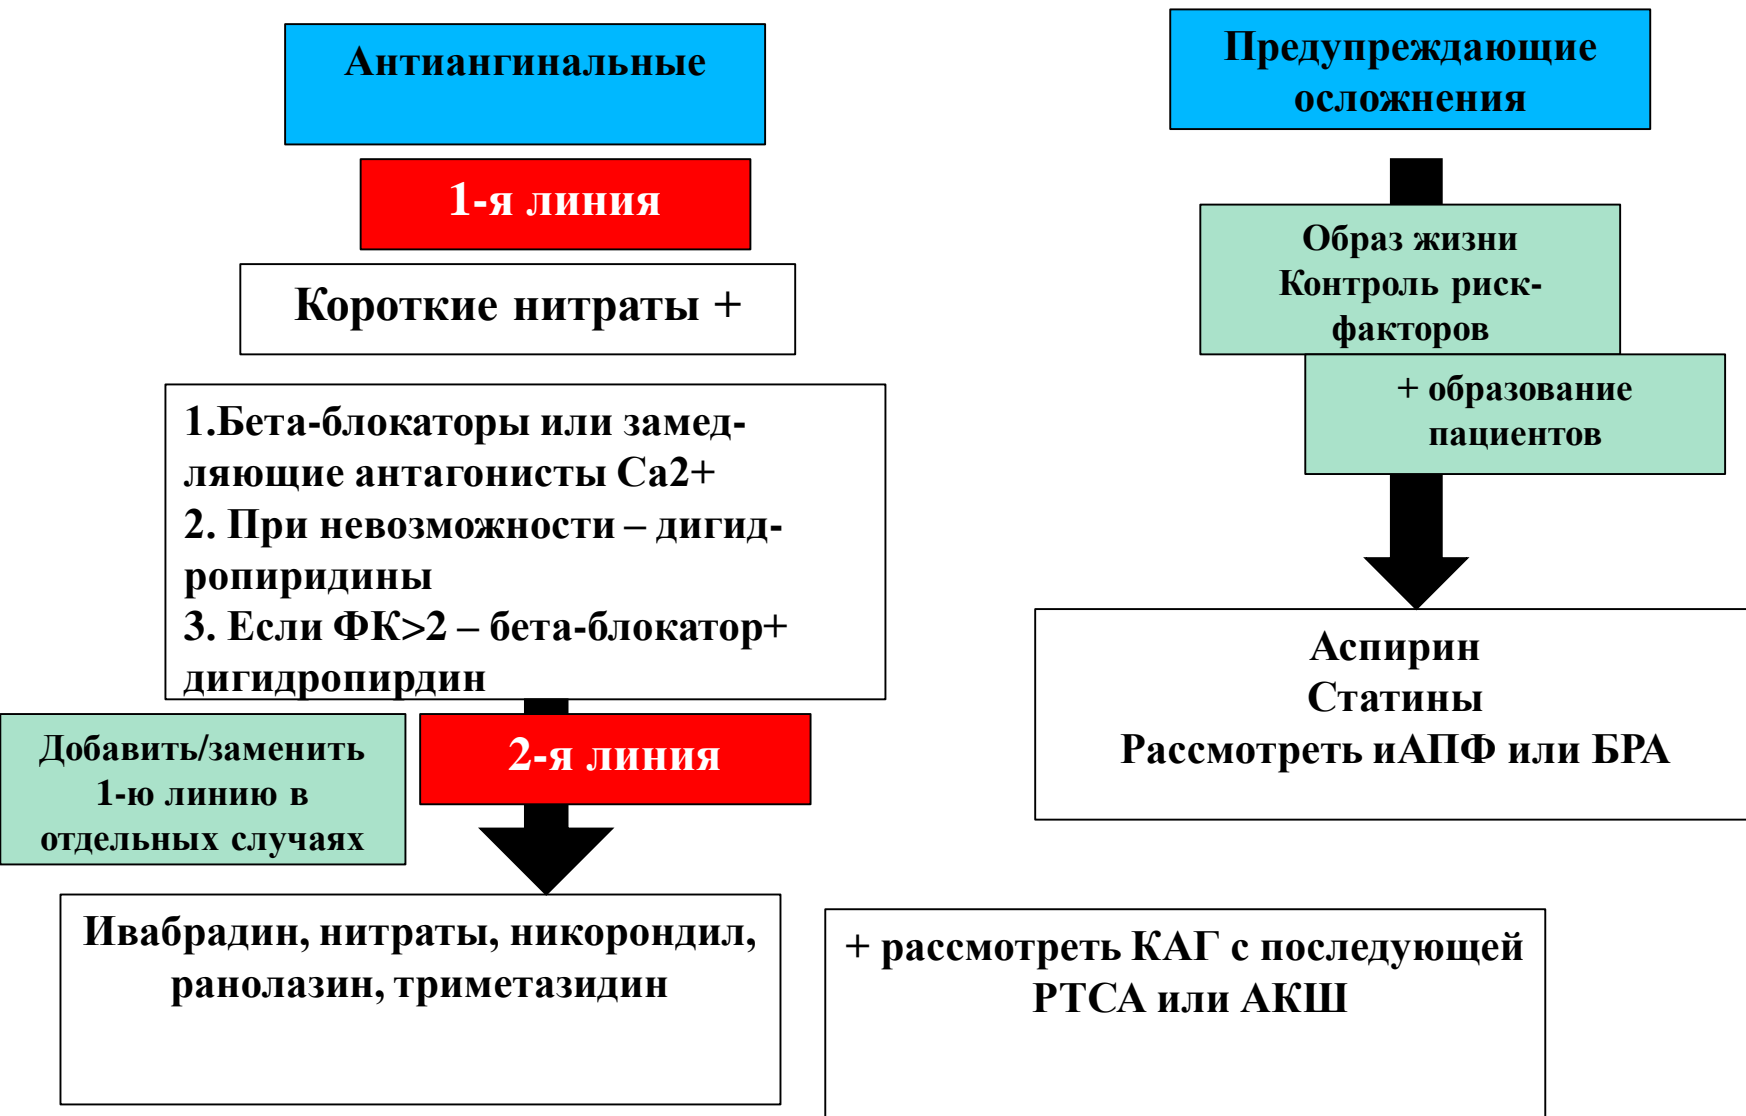 Антиангинальные
1-я линия
Короткие нитраты +
1.Бета-блокаторы или замед-
ляющие антагонисты Са2+
2. При невозможности – дигид-
ропиридины
3. Если ФК>2 – бета-блокатор+
дигидропирдин
Добавить/заменить
1-ю линию в
отдельных случаях
2-я линия
Ивабрадин, нитраты, никорондил,
ранолазин, триметазидин
Предупреждающие
осложнения
Образ жизни
Контроль риск-
факторов
+ образование
пациентов
Аспирин
Статины
Рассмотреть иАПФ или БРА
+ рассмотреть КАГ с последующей
РТСА или АКШ